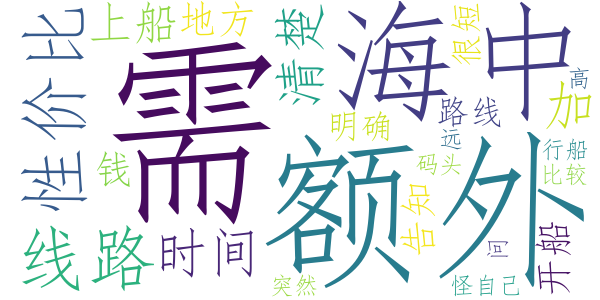 性价比
上船
地方
清楚
需
海中
很短
高
加
明确
路线
远
钱
额外
码头
行船
比较
告知
线路
时间
问
开船
突然
怪自己